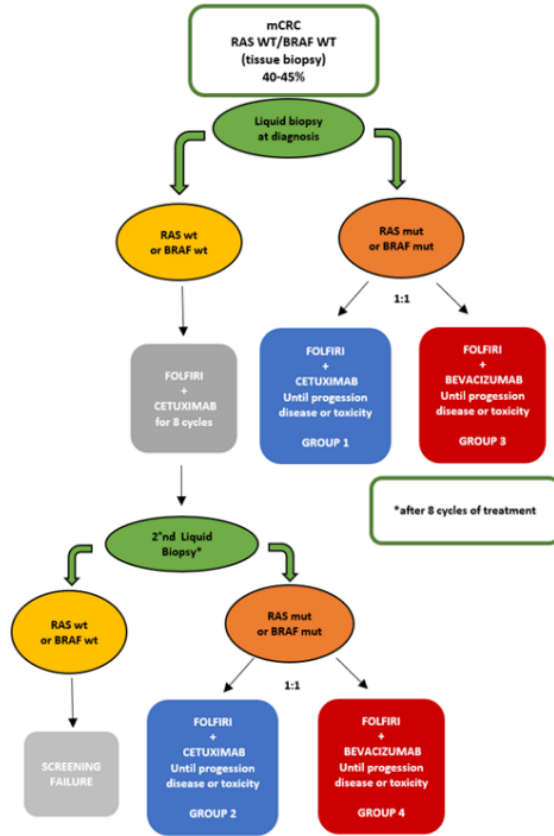 mCRC
RAS WT/BRAF WT
(tissue biopsy)
40-45%
Liquid biopsy
at diagnosis
RAS wt
or BRAF wt
RAS mut
or BRAF mut
1:1
FOLFIRI
+
CETUXIMAB
for 8 cycles
FOLFIRI
+
CETUXIMAB
Until progession
disease or toxicity
GROUP 1
FOLFIRI
+
BEVACIZUMAB
Until progession
disease or toxicity
GROUP 3
*after 8 cycles of treatment
2°nd Liquid
Biopsy*
RAS wt
or BRAF wt
RAS mut
or BRAF mut
1:1
SCREENING
FAILURE
FOLFIRI
+
CETUXIMAB
Until progession
disease or toxicity
GROUP 2
FOLFIRI
+
BEVACIZUMAB
Until progession
disease or toxicity
GROUP 4